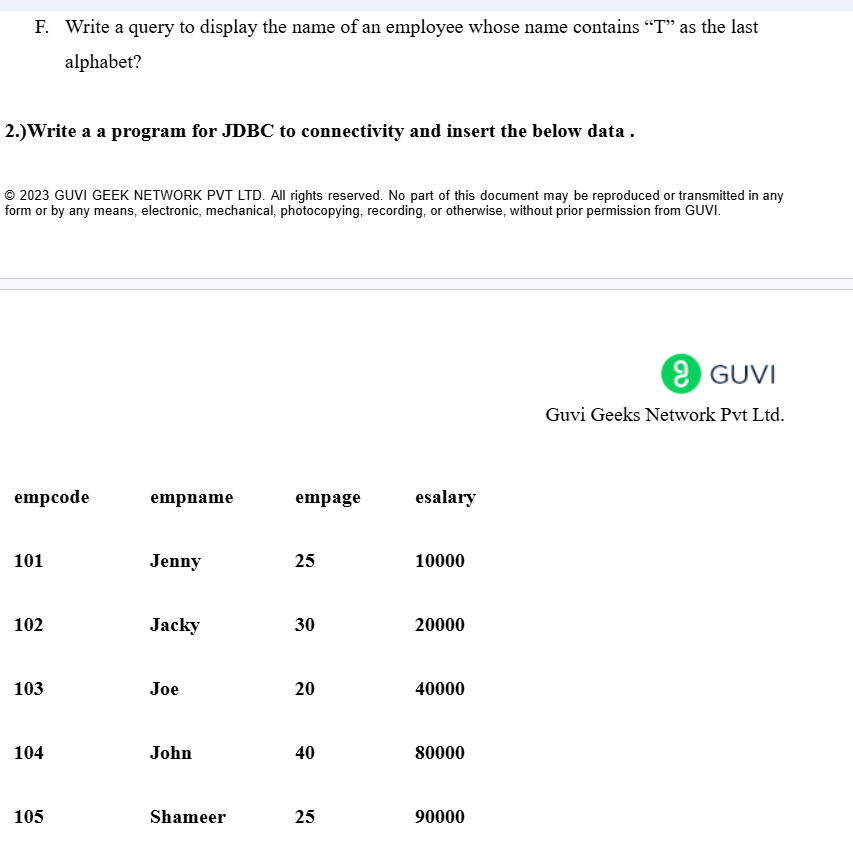 F. Write a query to display the name of an employee whose name contains “T” as the last
alphabet?
2.)Write a a program for JDBC to connectivity and insert the below data .
© 2023 GUVI GEEK NETWORK PVT LTD. All rights reserved. No part of this document may be reproduced or transmitted in any
form or by any means, electronic, mechanical, photocopying, recording, or otherwise, without prior permission from GUVI.
GUVI
Guvi Geeks Network Pvt Ltd.
empcode empname empage esalary
101 Jenny 25 10000
102 Jacky 30 20000
103 Joe 20 40000
104 John 40 80000
105 Shameer 25 90000